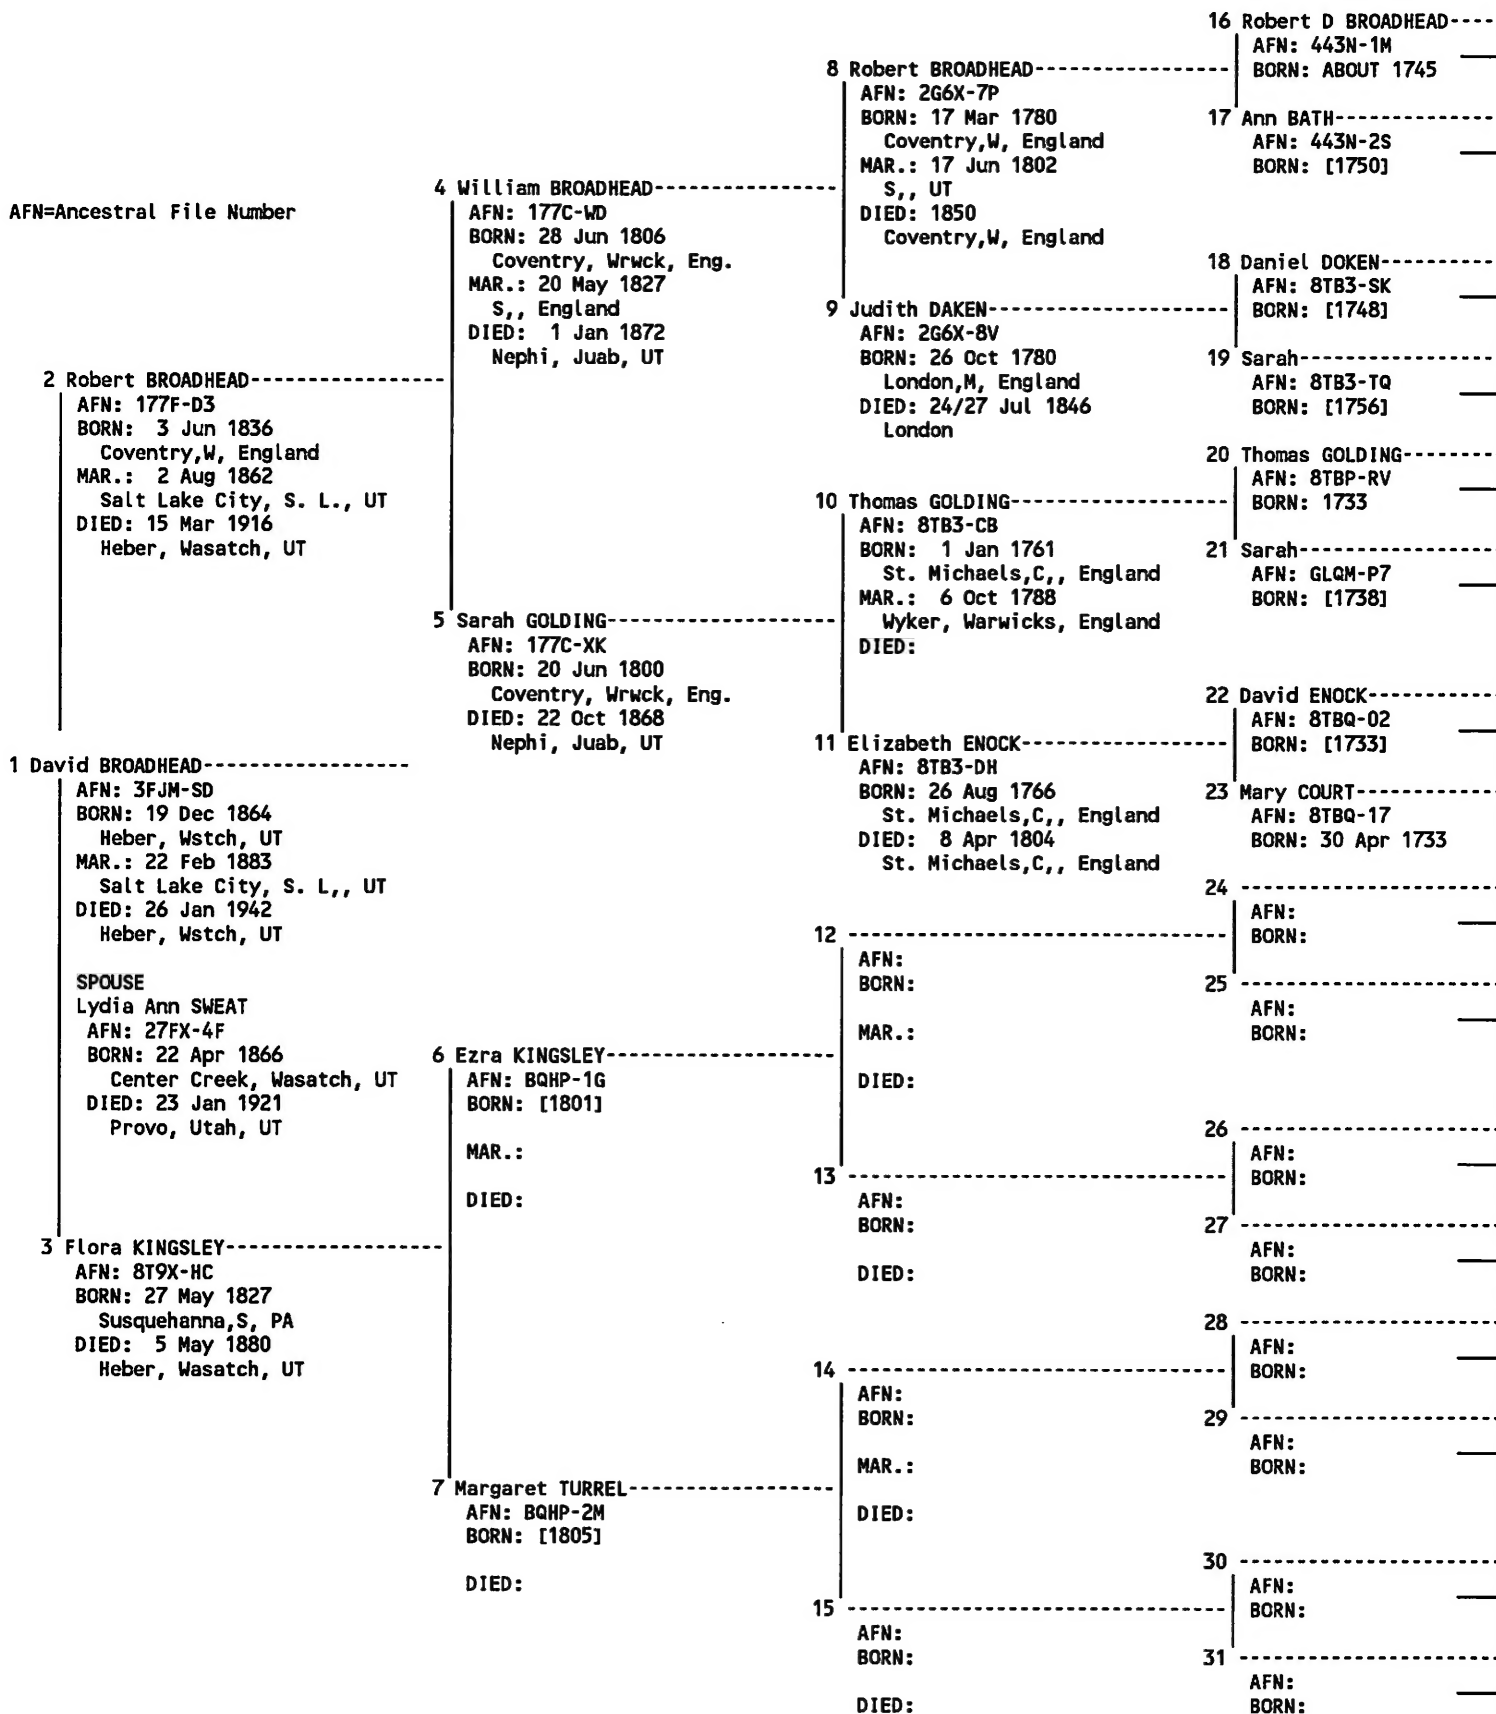 AFN=Ancestral File Number
1 David BROADHEAD
AFN: 3FJM-SD
BORN: 19 Dec 1864
Heber, Wstch, UT
MAR.: 22 Feb 1883
Salt Lake City, S. L,, UT
DIED: 26 Jan 1942
Heber, Wstch, UT
SPOUSE
Lydia Ann SWEAT
AFN: 27FX-4F
BORN: 22 Apr 1866
Center Creek, Wasatch, UT
DIED: 23 Jan 1921
Provo, Utah, UT
2 Robert BROADHEAD
AFN: 177F-D3
BORN: 3 Jun 1836
Coventry,W, England
MAR.: 2 Aug 1862
Salt Lake City, S. L., UT
DIED: 15 Mar 1916
Heber, Wasatch, UT
3 Flora KINGSLEY
AFN: 8T9X-HC
BORN: 27 May 1827
Susquehanna,S, PA
DIED: 5 May 1880
Heber, Wasatch, UT
4 William BROADHEAD
AFN: 177C-WD
BORN: 28 Jun 1806
Coventry, Wrwck, Eng.
MAR.: 20 May 1827
S,, England
DIED: 1 Jan 1872
Nephi, Juab, UT
5 Sarah GOLDING
AFN: 177C-XK
BORN: 20 Jun 1800
Coventry, Wrwck, Eng.
DIED: 22 Oct 1868
Nephi, Juab, UT
6 Ezra KINGSLEY
AFN: BQHP-1G
BORN: [1801]
MAR.:
DIED:
7 Margaret TURREL
AFN: BQHP-2M
BORN: [1805]
DIED:
8 Robert BROADHEAD
AFN: 2G6X-7P
BORN: 17 Mar 1780
Coventry,W, England
MAR.: 17 Jun 1802
S,, UT
DIED: 1850
Coventry,W, England
9 Judith DAKEN
AFN: 2G6X-8V
BORN: 26 Oct 1780
London,M, England
DIED: 24/27 Jul 1846
London
10 Thomas GOLDING
AFN: 8TB3-CB
BORN: 1 Jan 1761
St. Michaels,C,, England
MAR.: 6 Oct 1788
Wyker, Warwicks, England
DIED:
11 Elizabeth ENOCK
AFN: 8TB3-DH
BORN: 26 Aug 1766
St. Michaels,C,, England
DIED: 8 Apr 1804
St. Michaels,C,, England
12
AFN:
BORN:
MAR.:
DIED:
13
AFN:
BORN:
DIED:
14
AFN:
BORN:
MAR.:
DIED:
15
AFN:
BORN:
DIED:
16 Robert D BROADHEAD
AFN: 443N-1M
BORN: ABOUT 1745
17 Ann BATH
AFN: 443N-2S
BORN: [1750]
18 Daniel DOKEN
AFN: 8TB3-SK
BORN: [1748]
19 Sarah
AFN: 8TB3-TQ
BORN: [1756]
20 Thomas GOLDING
AFN: 8TBP-RV
BORN: 1733
21 Sarah
AFN: GLQM-P7
BORN: [1738]
22 David ENOCK
AFN: 8TBQ-02
BORN: [1733]
23 Mary COURT
AFN: 8TBQ-17
BORN: 30 Apr 1733
24
AFN:
BORN:
25
AFN:
BORN:
26
AFN:
BORN:
27
AFN:
BORN:
28
AFN:
BORN:
29
AFN:
BORN:
30
AFN:
BORN:
31
AFN:
BORN: